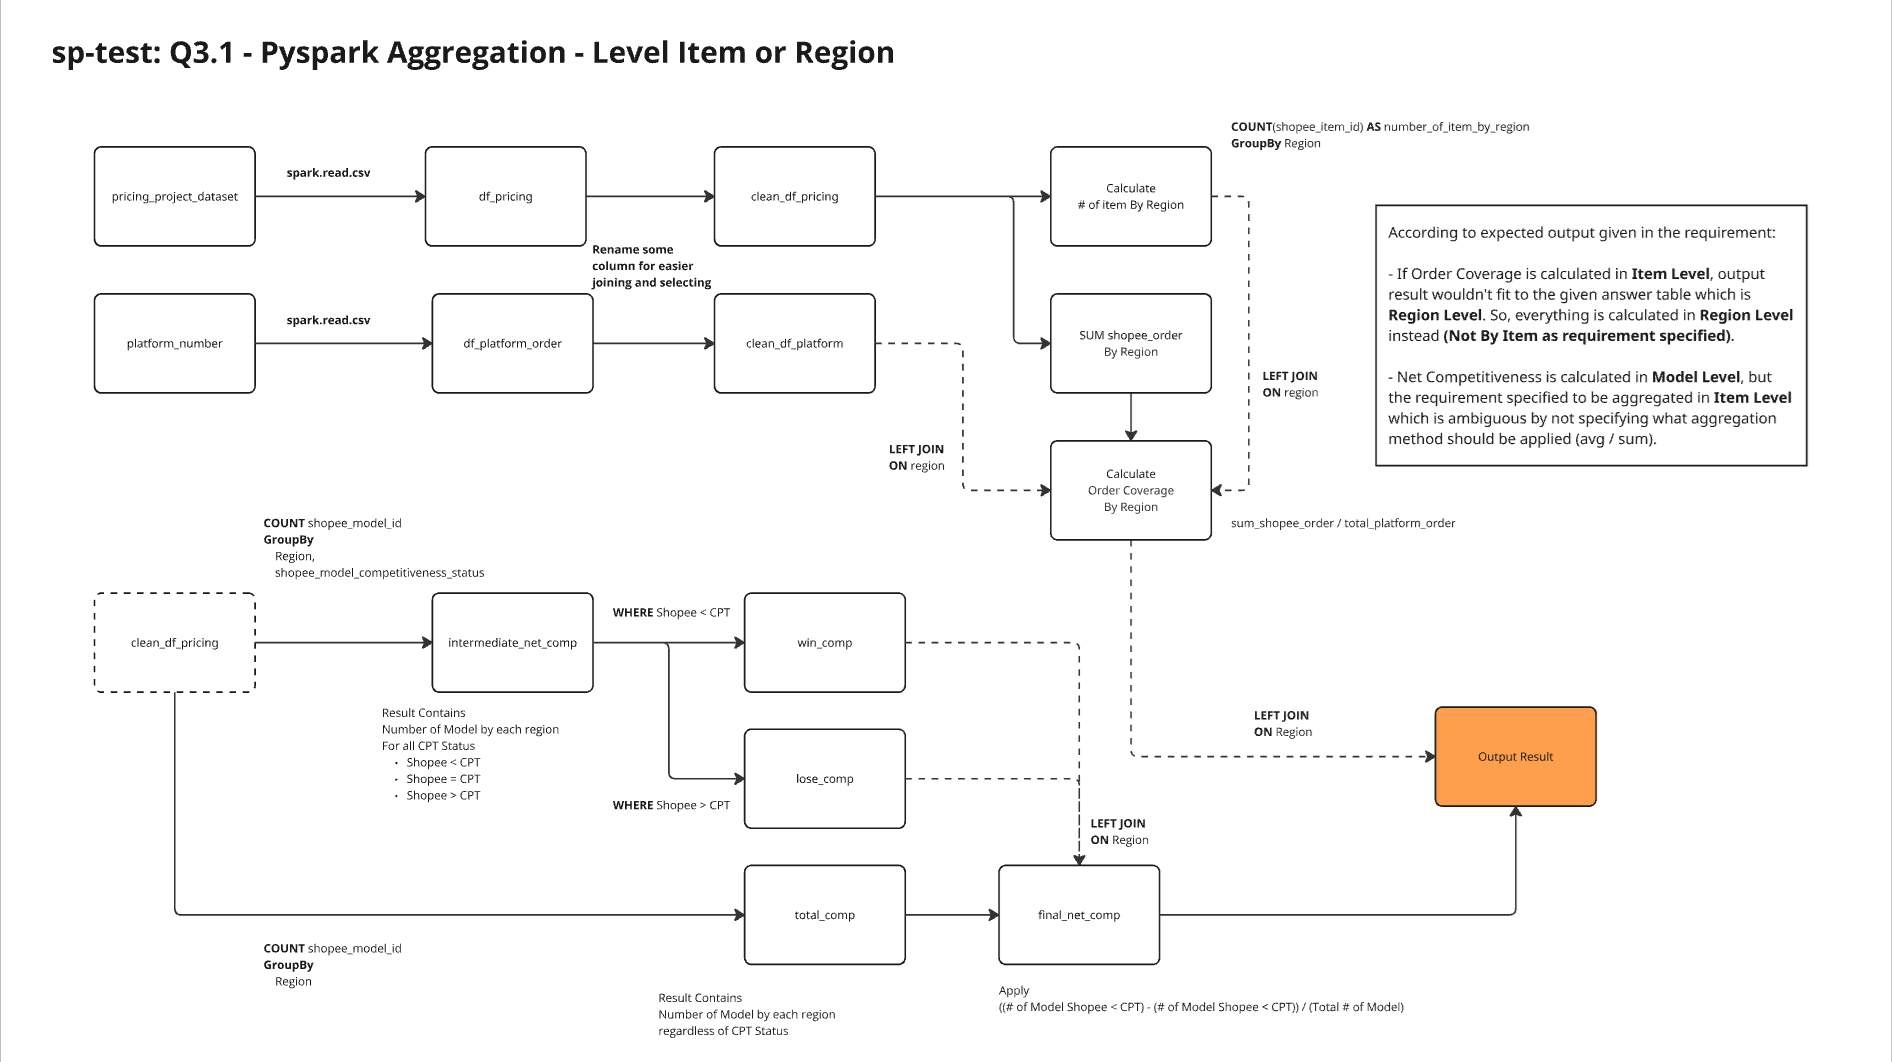 sp-test: Q3.1 - Pyspark Aggregation - Level Item or Region
COUNT(shopee_item_id) AS number_of_item_by_region
GroupBy Region
pricing_project_dataset
spark.read.csv
df_pricing
clean_df_pricing
Calculate
# of item By Region
Rename some
column for easier
joining and selecting
platform_number
spark.read.csv
df_platform_order
clean_df_platform
SUM shopee_order
By Region
LEFT JOIN
ON region
LEFT JOIN
ON region
Calculate
Order Coverage
By Region
sum_shopee_order / total_platform_order
According to expected output given in the requirement:
- If Order Coverage is calculated in Item Level, output
result wouldn't fit to the given answer table which is
Region Level. So, everything is calculated in Region Level
instead (Not By Item as requirement specified).
- Net Competitiveness is calculated in Model Level, but
the requirement specified to be aggregated in Item Level
which is ambiguous by not specifying what aggregation
method should be applied (avg / sum).
COUNT shopee_model_id
GroupBy
Region,
shopee_model_competitiveness_status
clean_df_pricing
intermediate_net_comp
WHERE Shopee < CPT
win_comp
Result Contains
Number of Model by each region
For all CPT Status
• Shopee < CPT
• Shopee = CPT
• Shopee > CPT
lose_comp
WHERE Shopee > CPT
LEFT JOIN
ON Region
LEFT JOIN
ON Region
Output Result
total_comp
final_net_comp
COUNT shopee_model_id
GroupBy
Region
Result Contains
Number of Model by each region
regardless of CPT Status
Apply
((# of Model Shopee < CPT) - (# of Model Shopee < CPT)) / (Total # of Model)